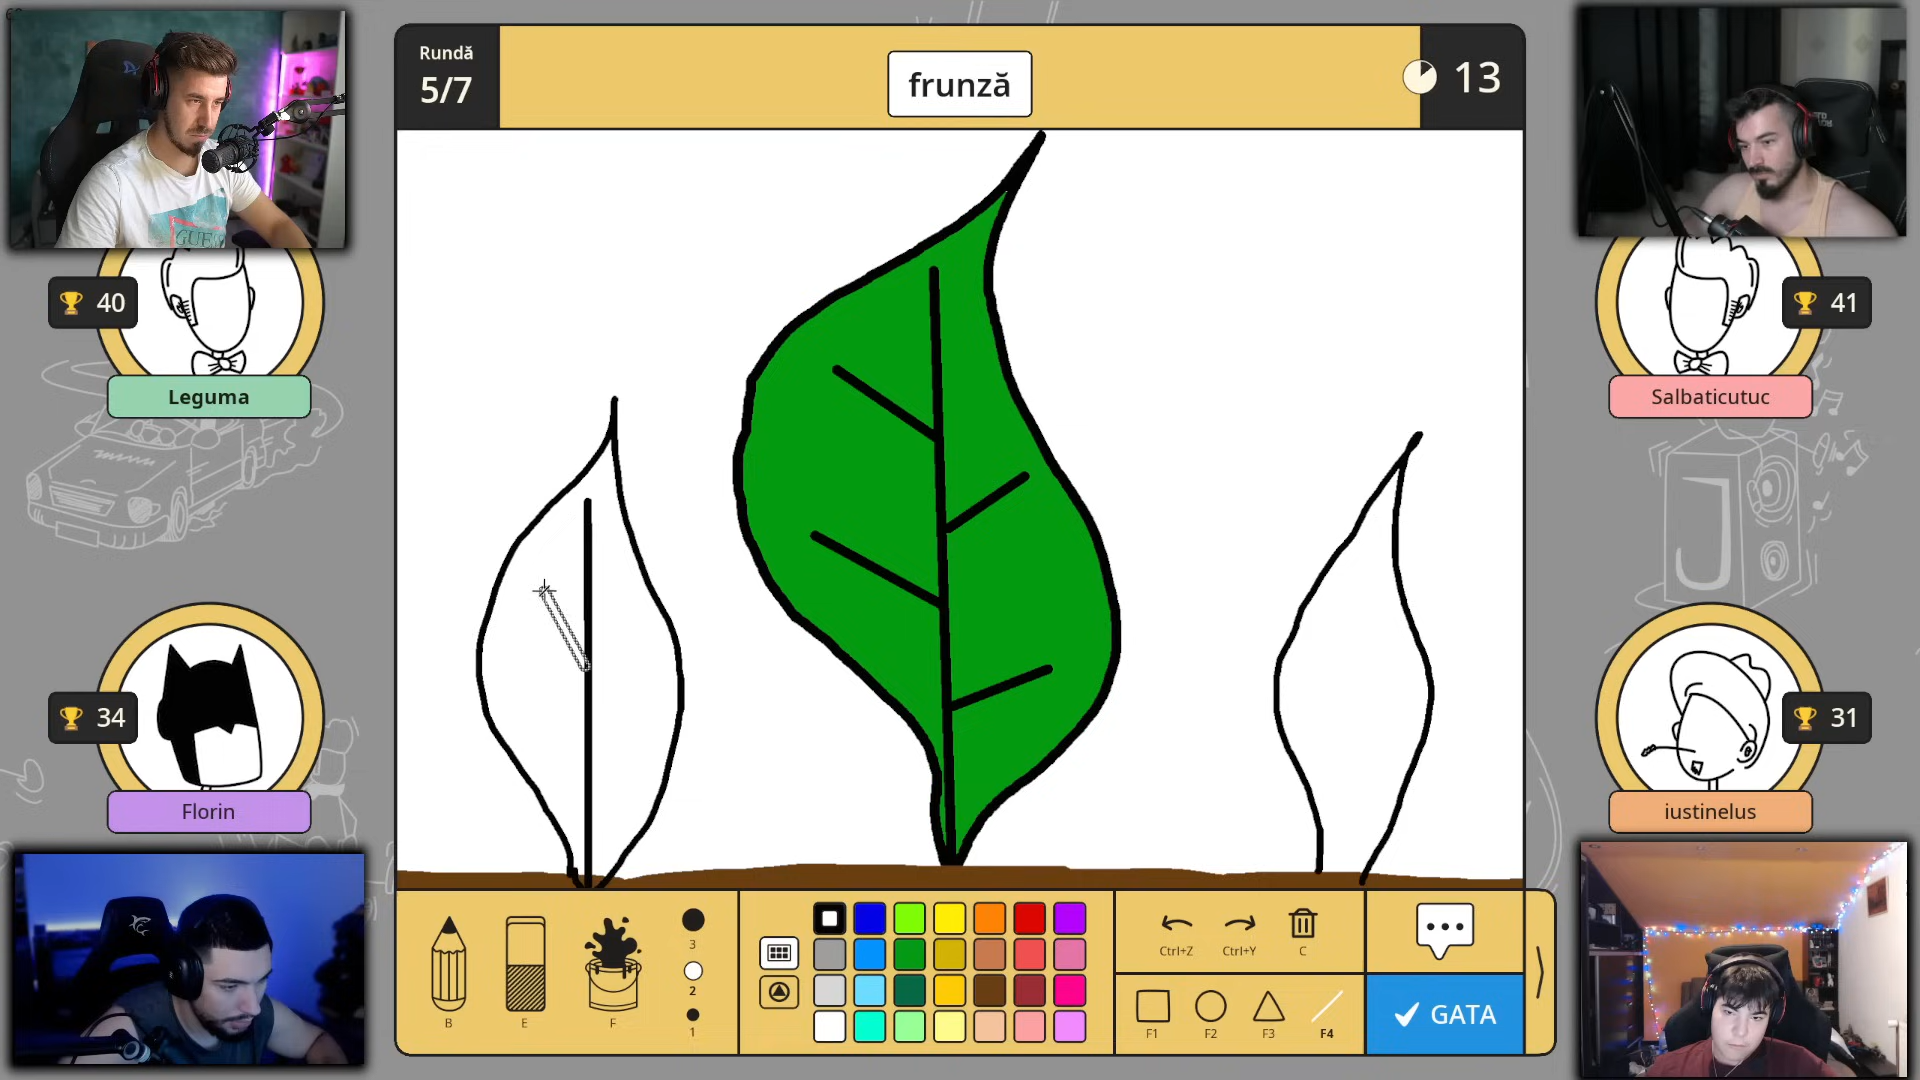 Rundă
5/7
frunză
13
GUE
40
Leguma
41
Salbaticutuc
34
Florin
31
iustinelus
3
2
1
B
E
F
Ctrl+Z
Ctrl+Y
C
F1
F2
F3
F4
GATA